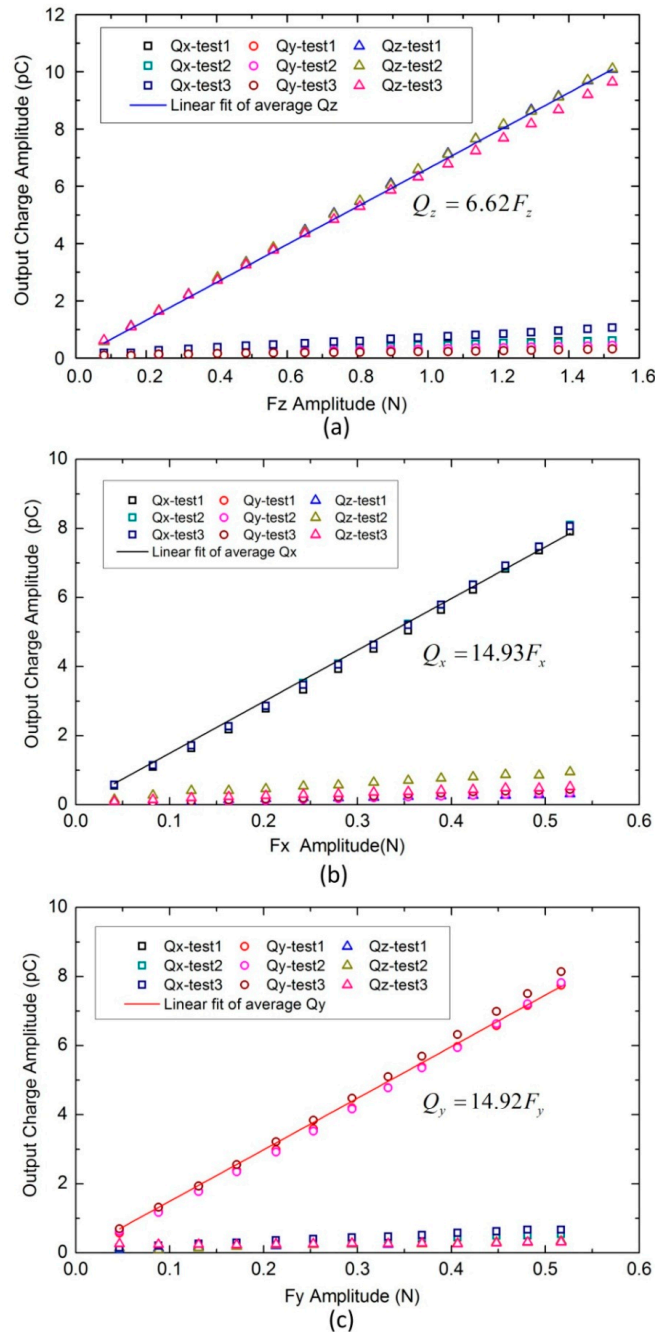 12
10
8
6
4
2
0
Output Charge Amplitude (pC)
Qx-test1 Qy-test1 Qz-test1
Qx-test2 Qy-test2 Qz-test2
Qx-test3 Qy-test3 Qz-test3
Linear fit of average Qz
Qz = 6.62Fz
0.0 0.2 0.4 0.6 0.8 1.0 1.2 1.4 1.6
Fz Amplitude (N)
(a)
10
8
6
4
2
0
Output Charge Amplitude (pC)
Qx-test1 Qy-test1 Qz-test1
Qx-test2 Qy-test2 Qz-test2
Qx-test3 Qy-test3 Qz-test3
Linear fit of average Qx
Qx = 14.93Fx
0.0 0.1 0.2 0.3 0.4 0.5 0.6
Fx Amplitude(N)
(b)
10
8
6
4
2
0
Output Charge Amplitude (pC)
Qx-test1 Qy-test1 Qz-test1
Qx-test2 Qy-test2 Qz-test2
Qx-test3 Qy-test3 Qz-test3
Linear fit of average Qy
Qy = 14.92Fy
0.0 0.1 0.2 0.3 0.4 0.5 0.6
Fy Amplitude (N)
(c)